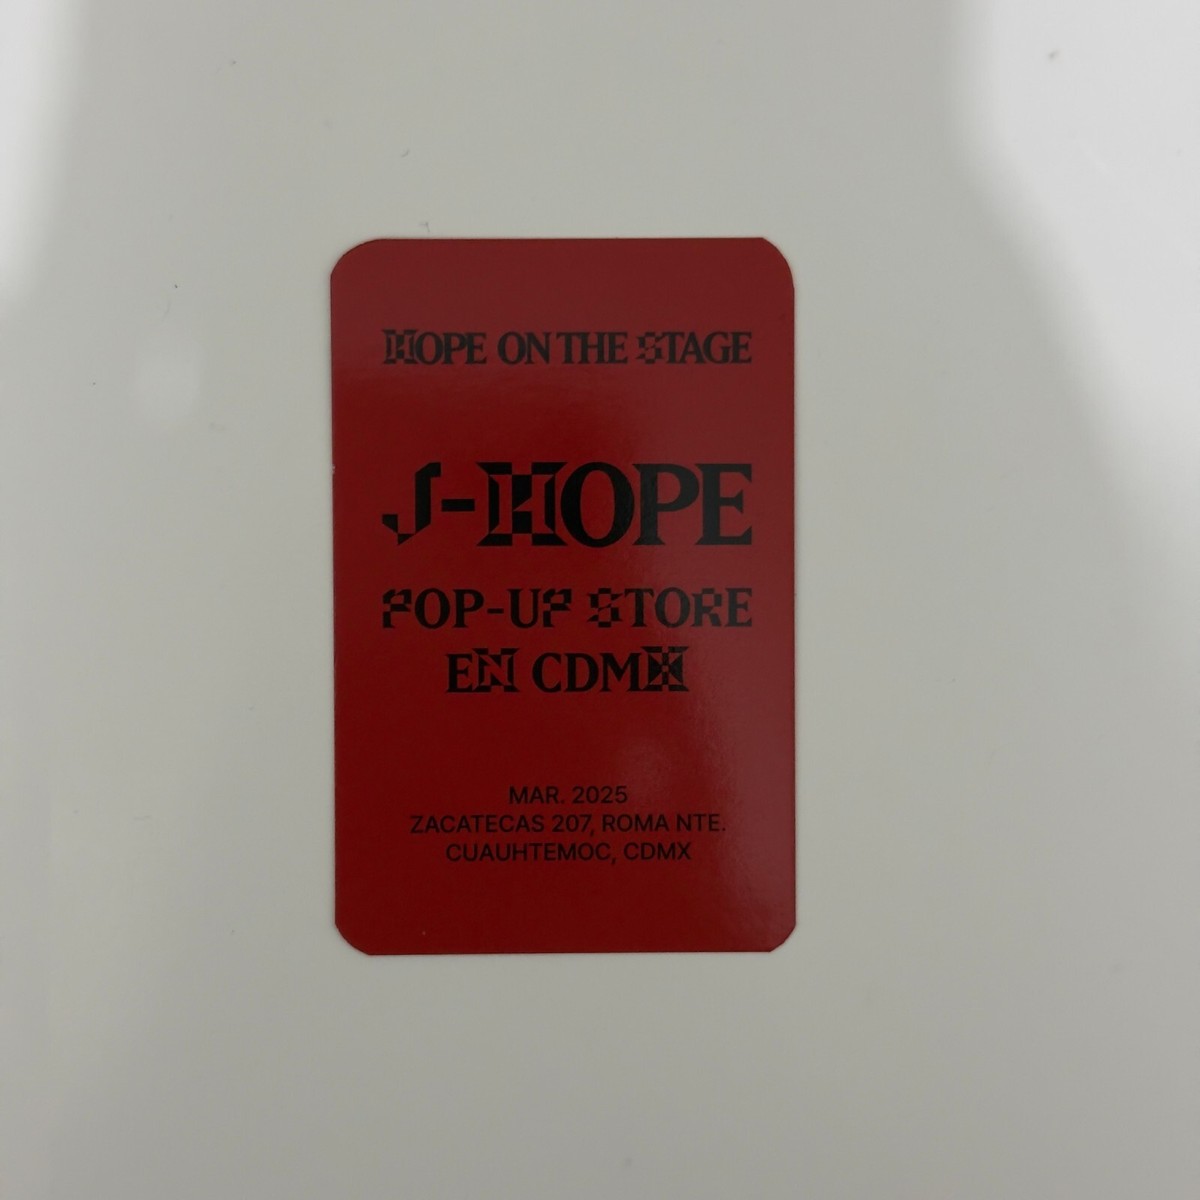 HOPE ON THE STAGE
J-HOPE
POP-UP STORE
EN CDMX
MAR. 2025
ZACATECAS 207, ROMA NTE.
CUAUHTEMOC, CDMX